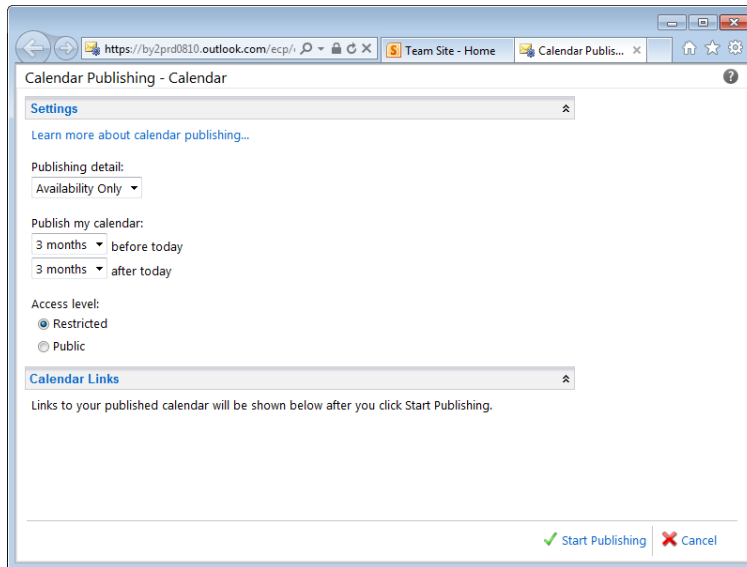 https://by2prd0810.outlook.com/ecp/
Team Site - Home
Calendar Publis...
Calendar Publishing - Calendar
Settings
Learn more about calendar publishing...
Publishing detail:
Availability Only
Publish my calendar:
3 months before today
3 months after today
Access level:
Restricted
Public
Calendar Links
Links to your published calendar will be shown below after you click Start Publishing.
Start Publishing
Cancel